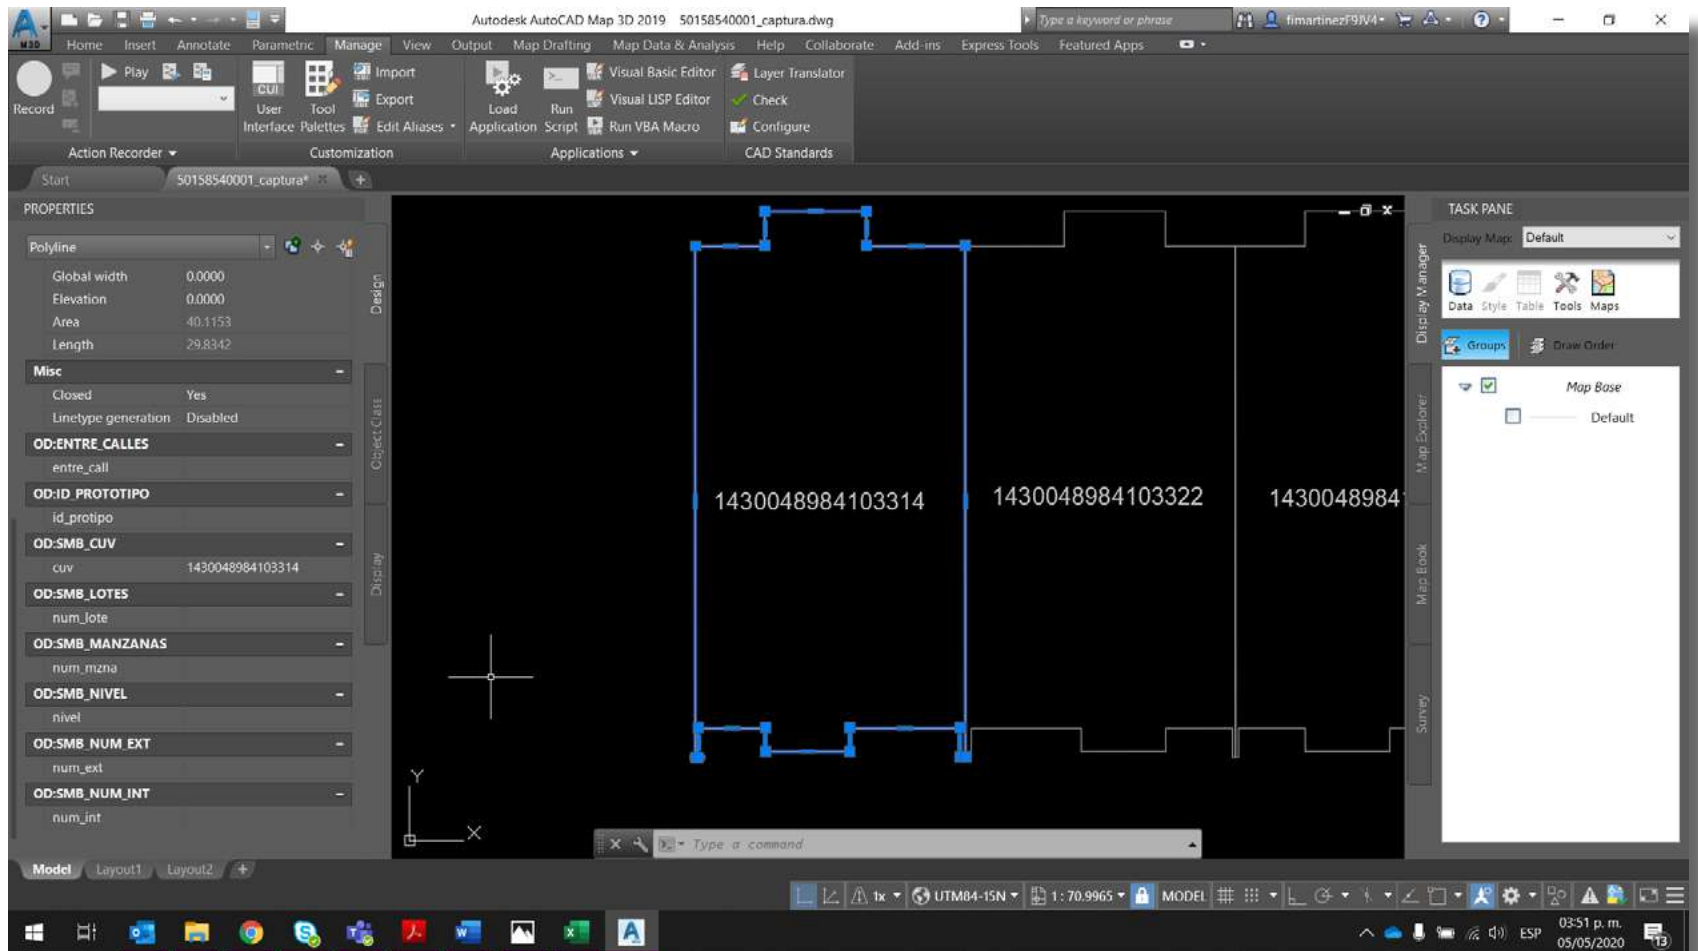 M3D
Autodesk AutoCAD Map 3D 2019 50158540001_captura.dwg
Type a keyword or phrase
fimartinezF9JV4
Home Insert Annotate Parametric Manage View Output Map Drafting Map Data & Analysis Help Collaborate Add-ins Express Tools Featured Apps
Record
Play
CUI
User Interface
Tool Palettes
Import
Export
Edit Aliases
Load Application
Run Script
Visual Basic Editor
Visual LISP Editor
Run VBA Macro
Layer Translator
Check
Configure
Action Recorder Customization Applications CAD Standards
Start 50158540001_captura*
PROPERTIES
Polyline
Global width 0.0000
Elevation 0.0000
Area 40.1153
Length 29.8342
Misc
Closed Yes
Linetype generation Disabled
OD:ENTRE_CALLES
entre_call
OD:ID_PROTOTIPO
id_protipo
OD:SMB_CUV
cuv 1430048984103314
OD:SMB_LOTES
num_lote
OD:SMB_MANZANAS
num_mzna
OD:SMB_NIVEL
nivel
OD:SMB_NUM_EXT
num_ext
OD:SMB_NUM_INT
num_int
Design
Object Class
Display
1430048984103314 1430048984103322 1430048984
Y
X
Type a command
TASK PANE
Display Map: Default
Data Style Table Tools Maps
Groups Draw Order
Map Base
Default
Display Manager
Map Explorer
Map Book
Survey
Model Layout1 Layout2
1x UTM84-15N 1 : 70.9965 MODEL
ESP
03:51 p. m.
05/05/2020
13